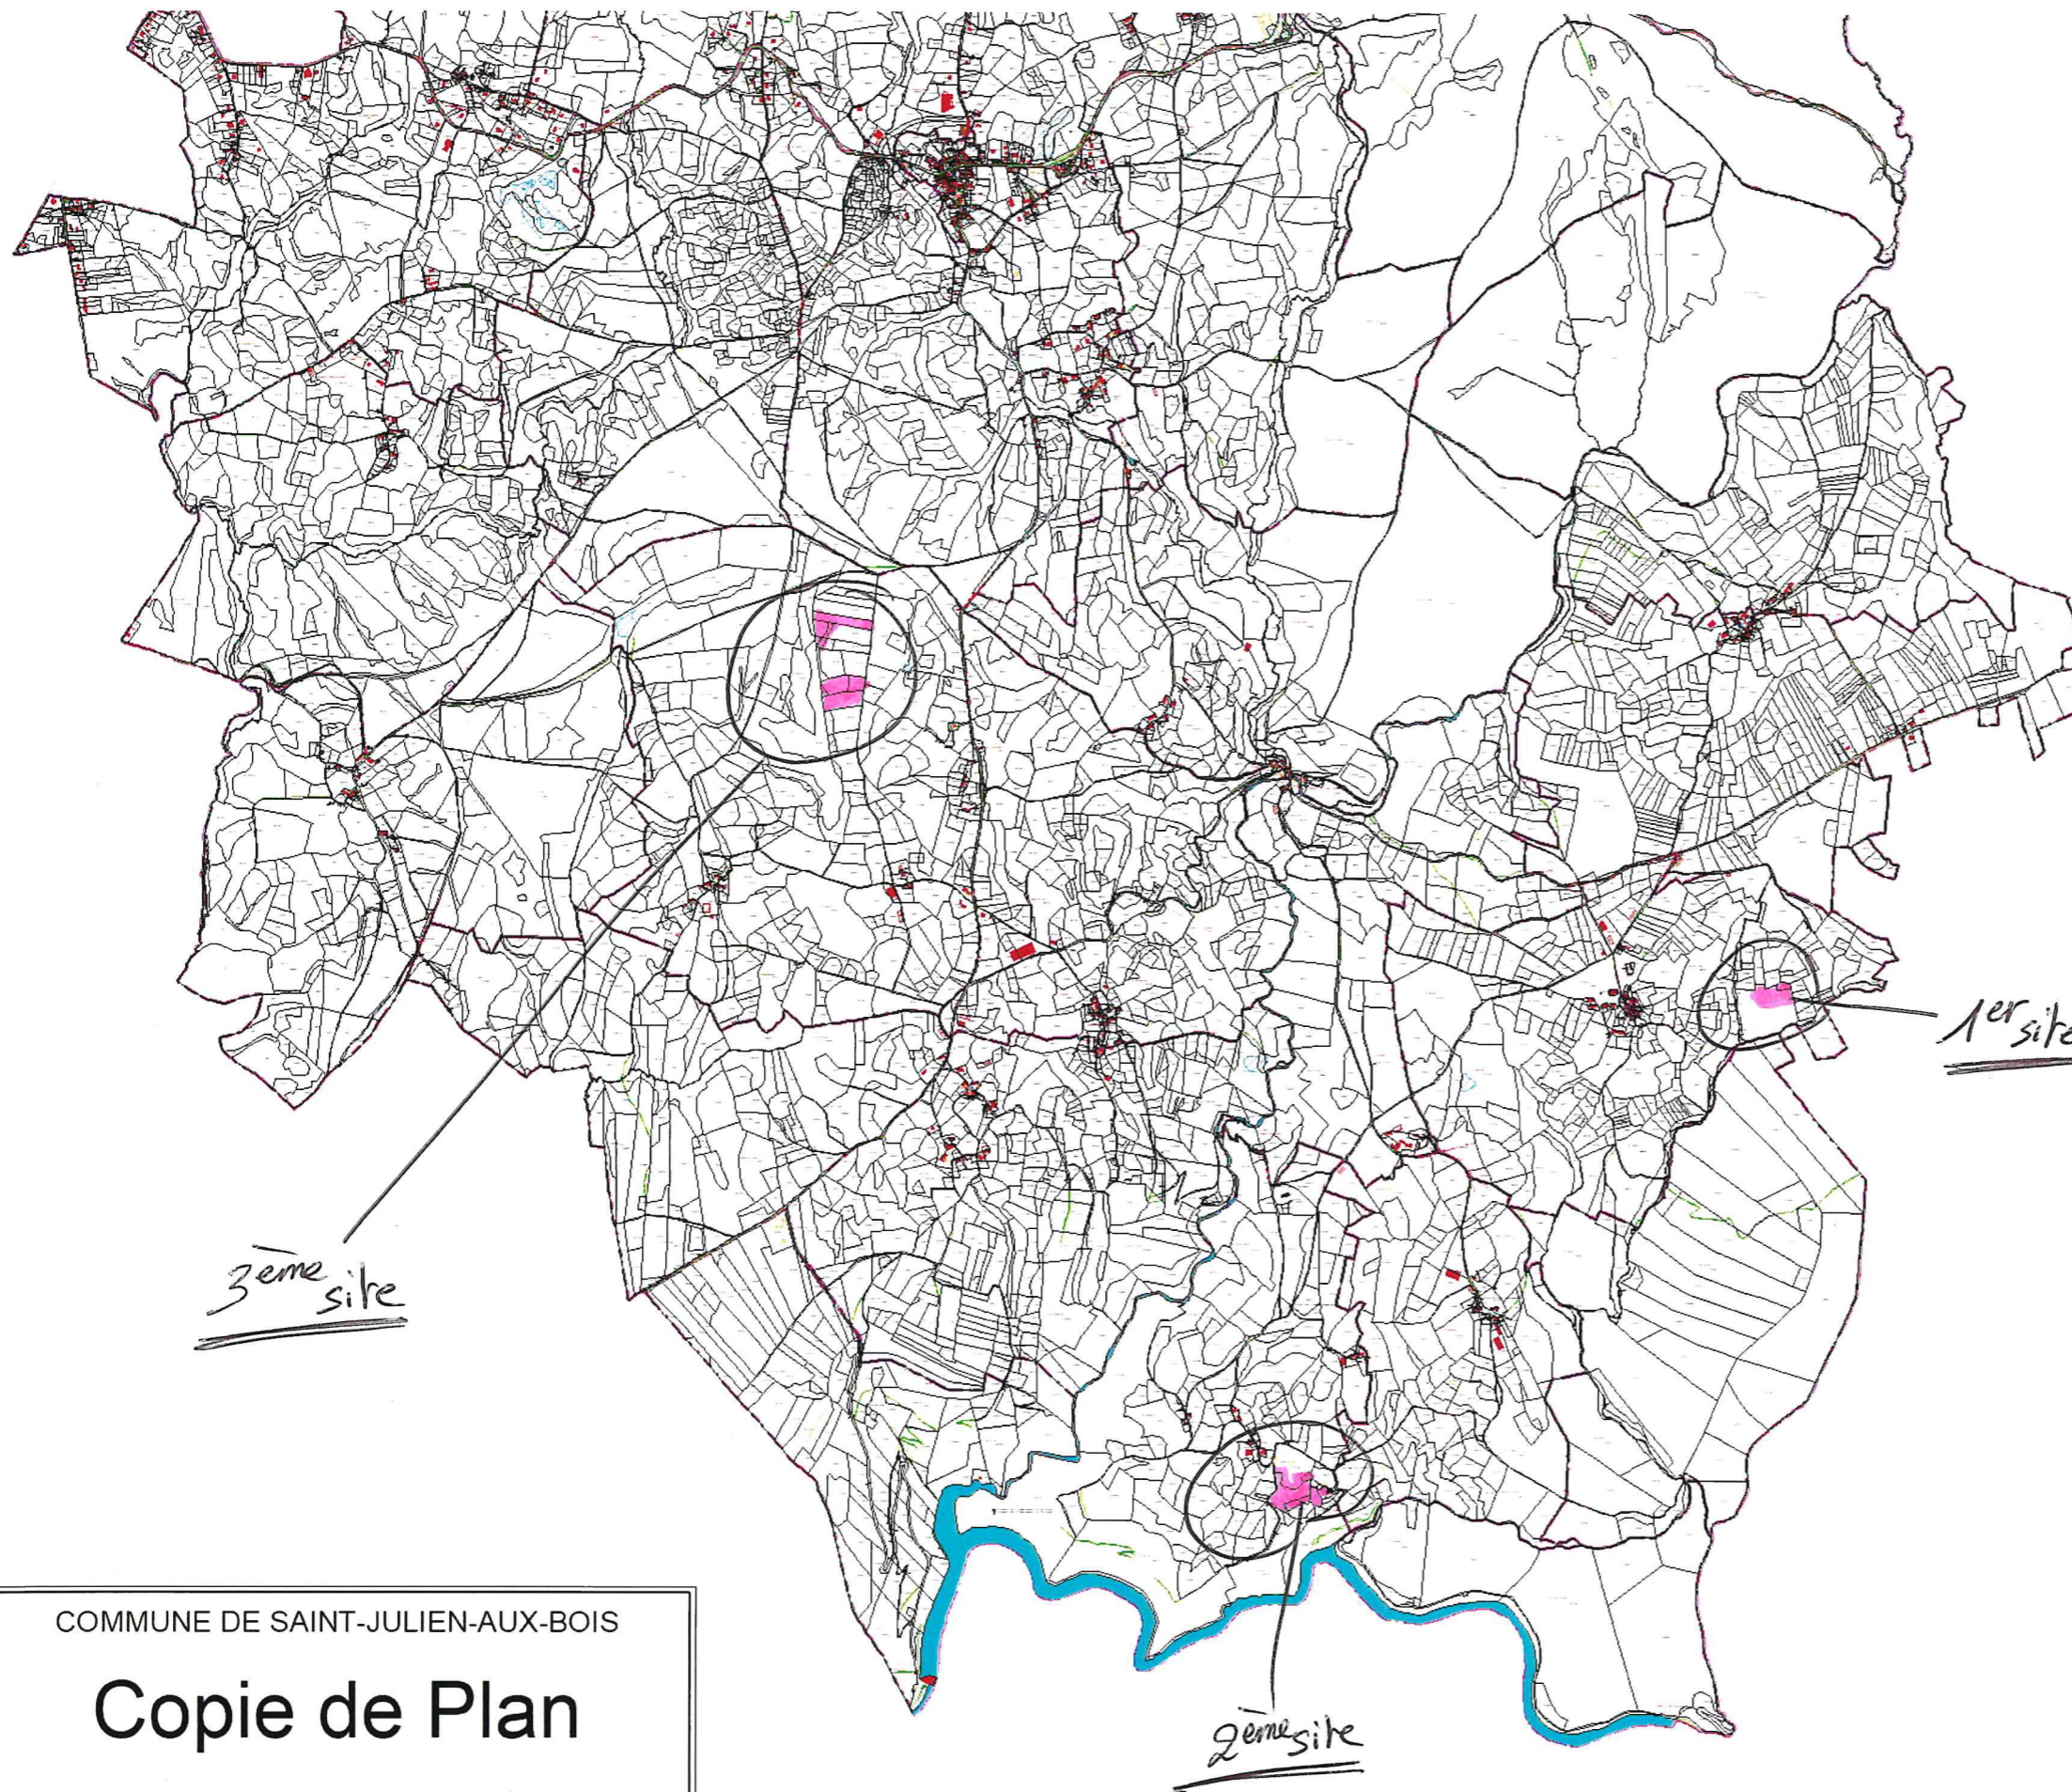 1er site
3ème site
2ème site
COMMUNE DE SAINT-JULIEN-AUX-BOIS
Copie de Plan